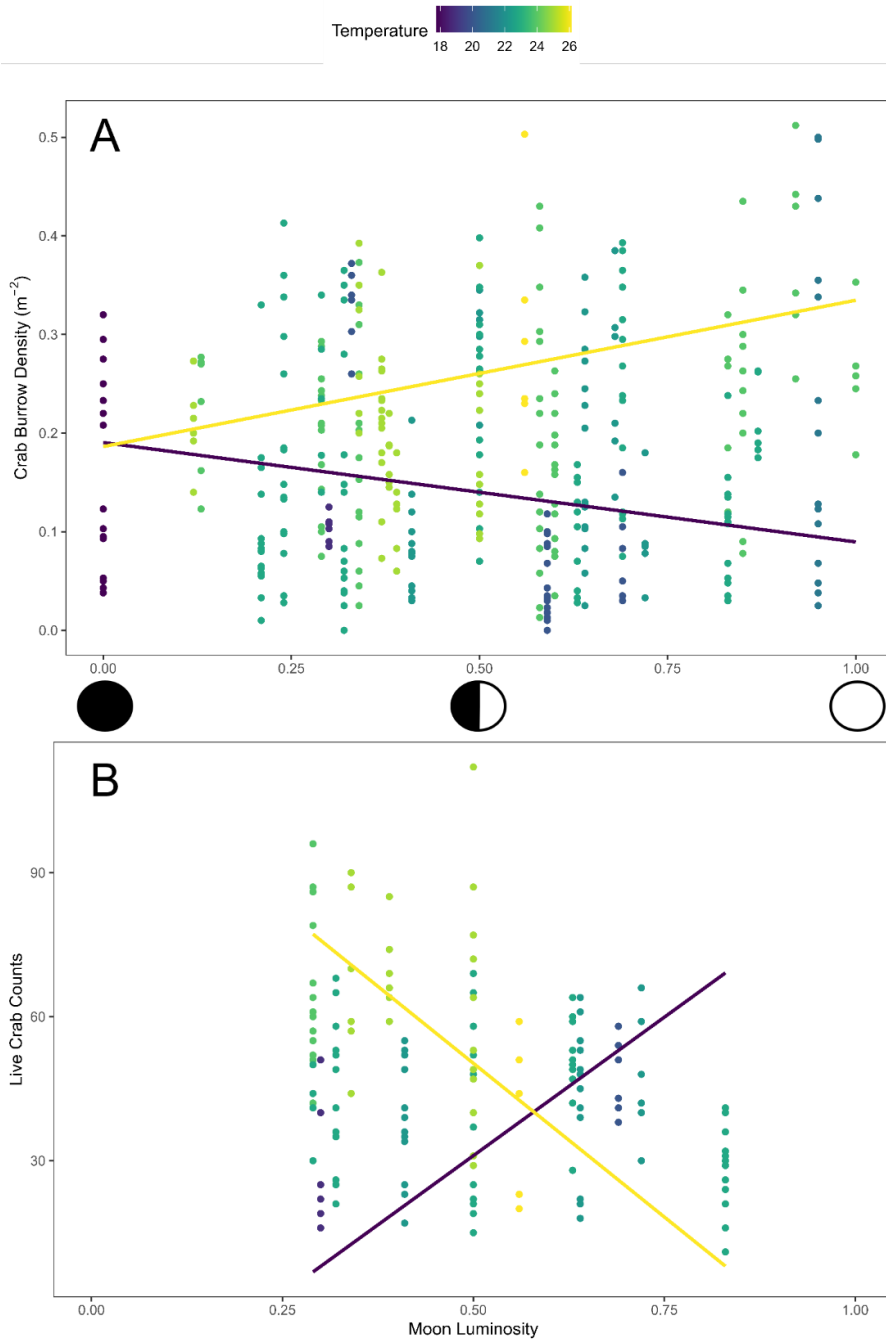 Temperature
18 20 22 24 26
A
0.5
0.4
0.3
0.2
0.1
0.0
Crab Burrow Density (m⁻²)
0.00 0.25 0.50 0.75 1.00
B
90
60
30
Live Crab Counts
0.00 0.25 0.50 0.75 1.00
Moon Luminosity